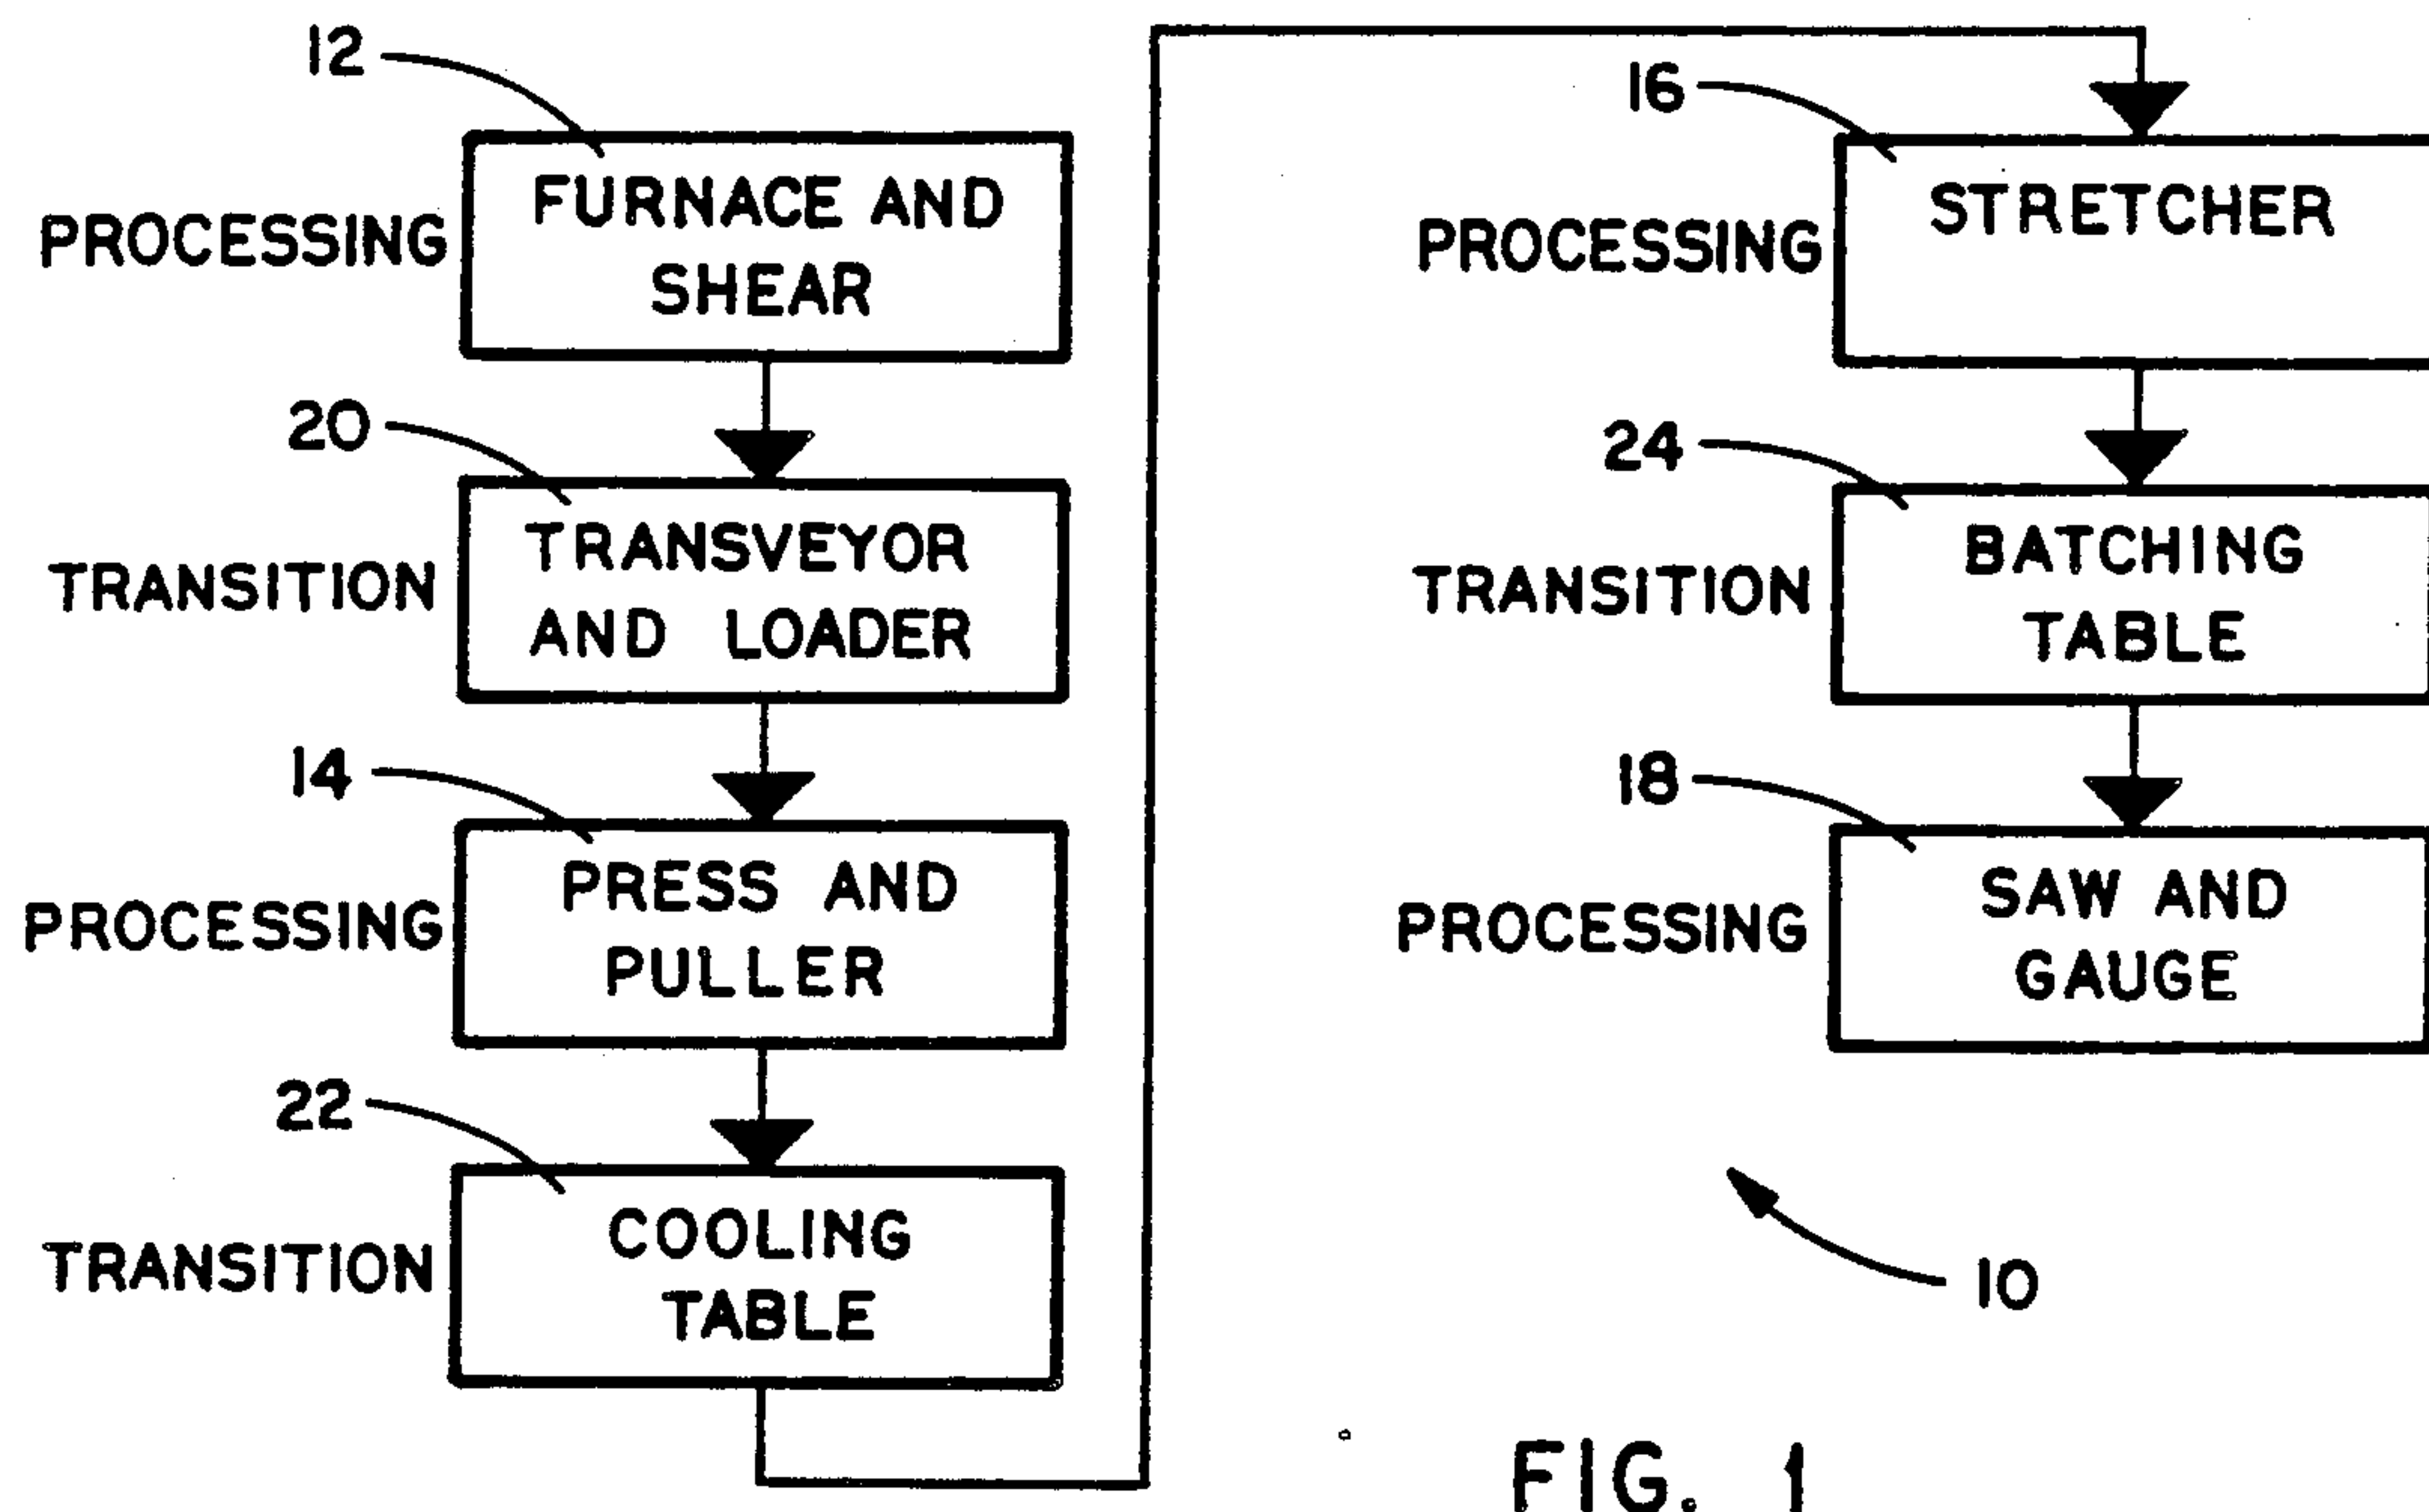 12
PROCESSING
FURNACE AND
SHEAR
20
TRANSITION
TRANSVEYOR
AND LOADER
14
PROCESSING
PRESS AND
PULLER
22
TRANSITION
COOLING
TABLE
16
PROCESSING
STRETCHER
24
TRANSITION
BATCHING
TABLE
18
PROCESSING
SAW AND
GAUGE
10
FIG. 1